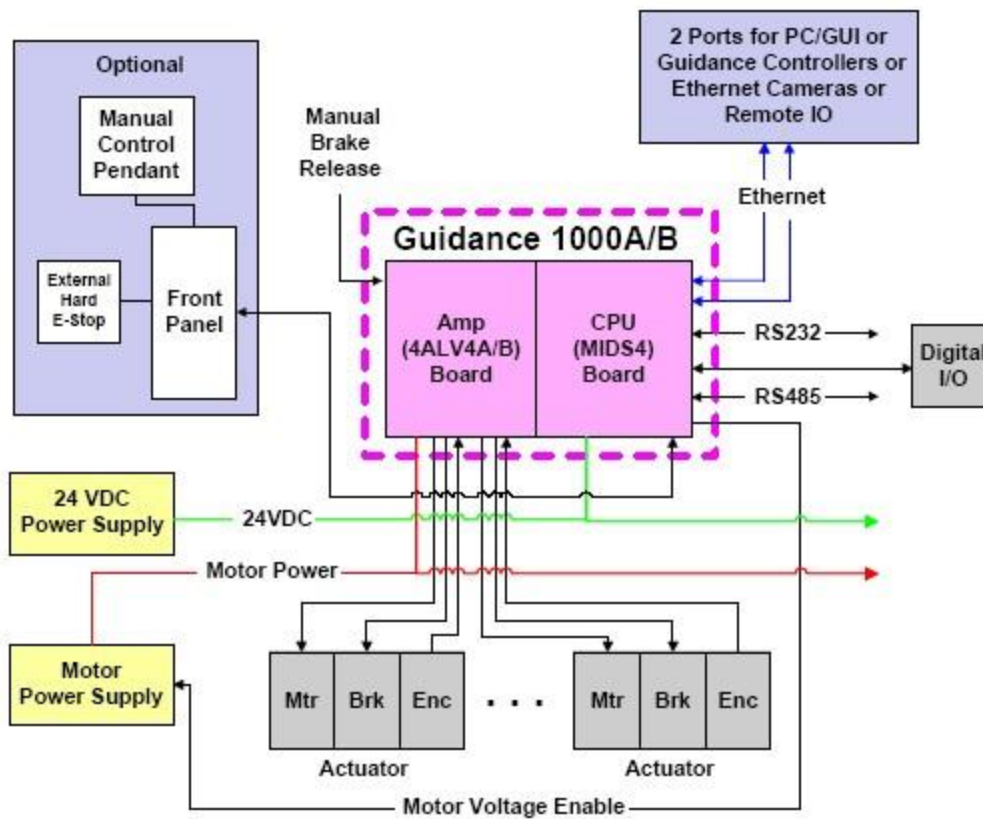 Optional
Manual
Control
Pendant
External
Hard
E-Stop
Front
Panel
Manual
Brake
Release
2 Ports for PC/GUI or
Guidance Controllers or
Ethernet Cameras or
Remote IO
Ethernet
Guidance 1000A/B
Amp
(4ALV4A/B)
Board
CPU
(MIDS4)
Board
RS232
RS485
Digital
I/O
24 VDC
Power Supply
24VDC
Motor Power
Motor
Power Supply
Mtr
Brk
Enc
. . .
Mtr
Brk
Enc
Actuator
Actuator
Motor Voltage Enable